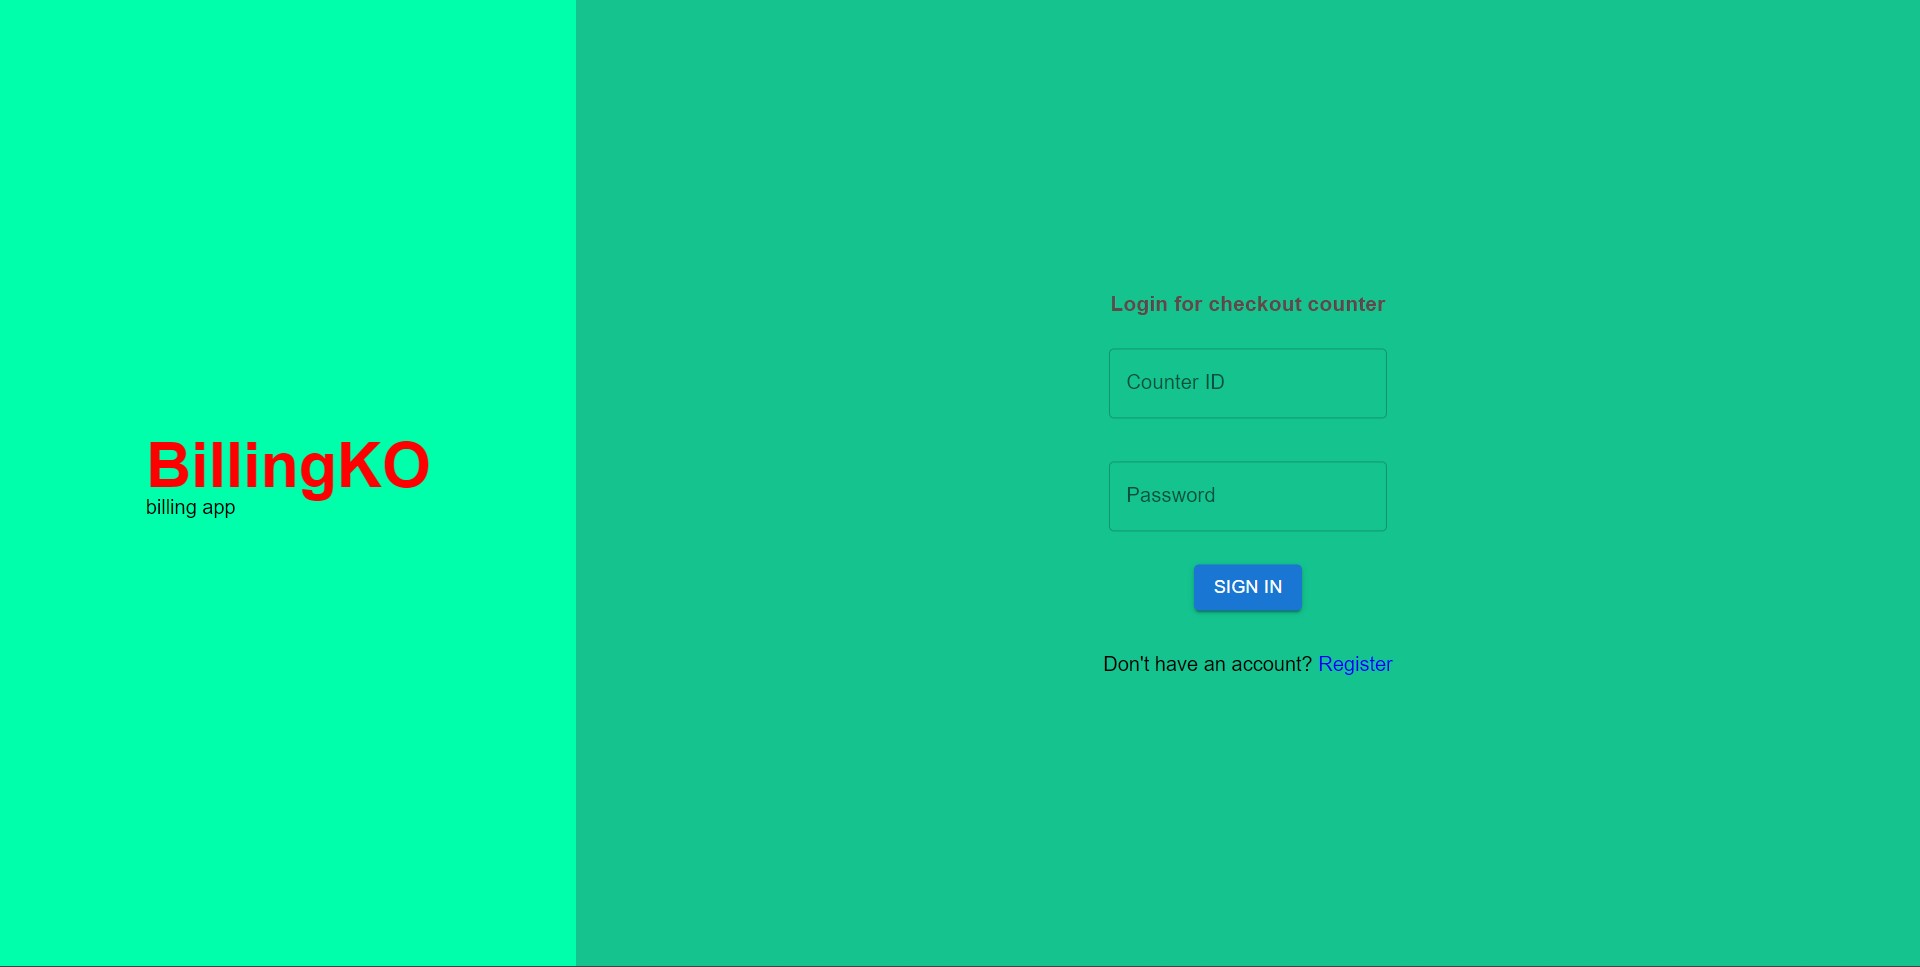 BillingKO
billing app
Login for checkout counter
Counter ID
Password
SIGN IN
Don't have an account? Register